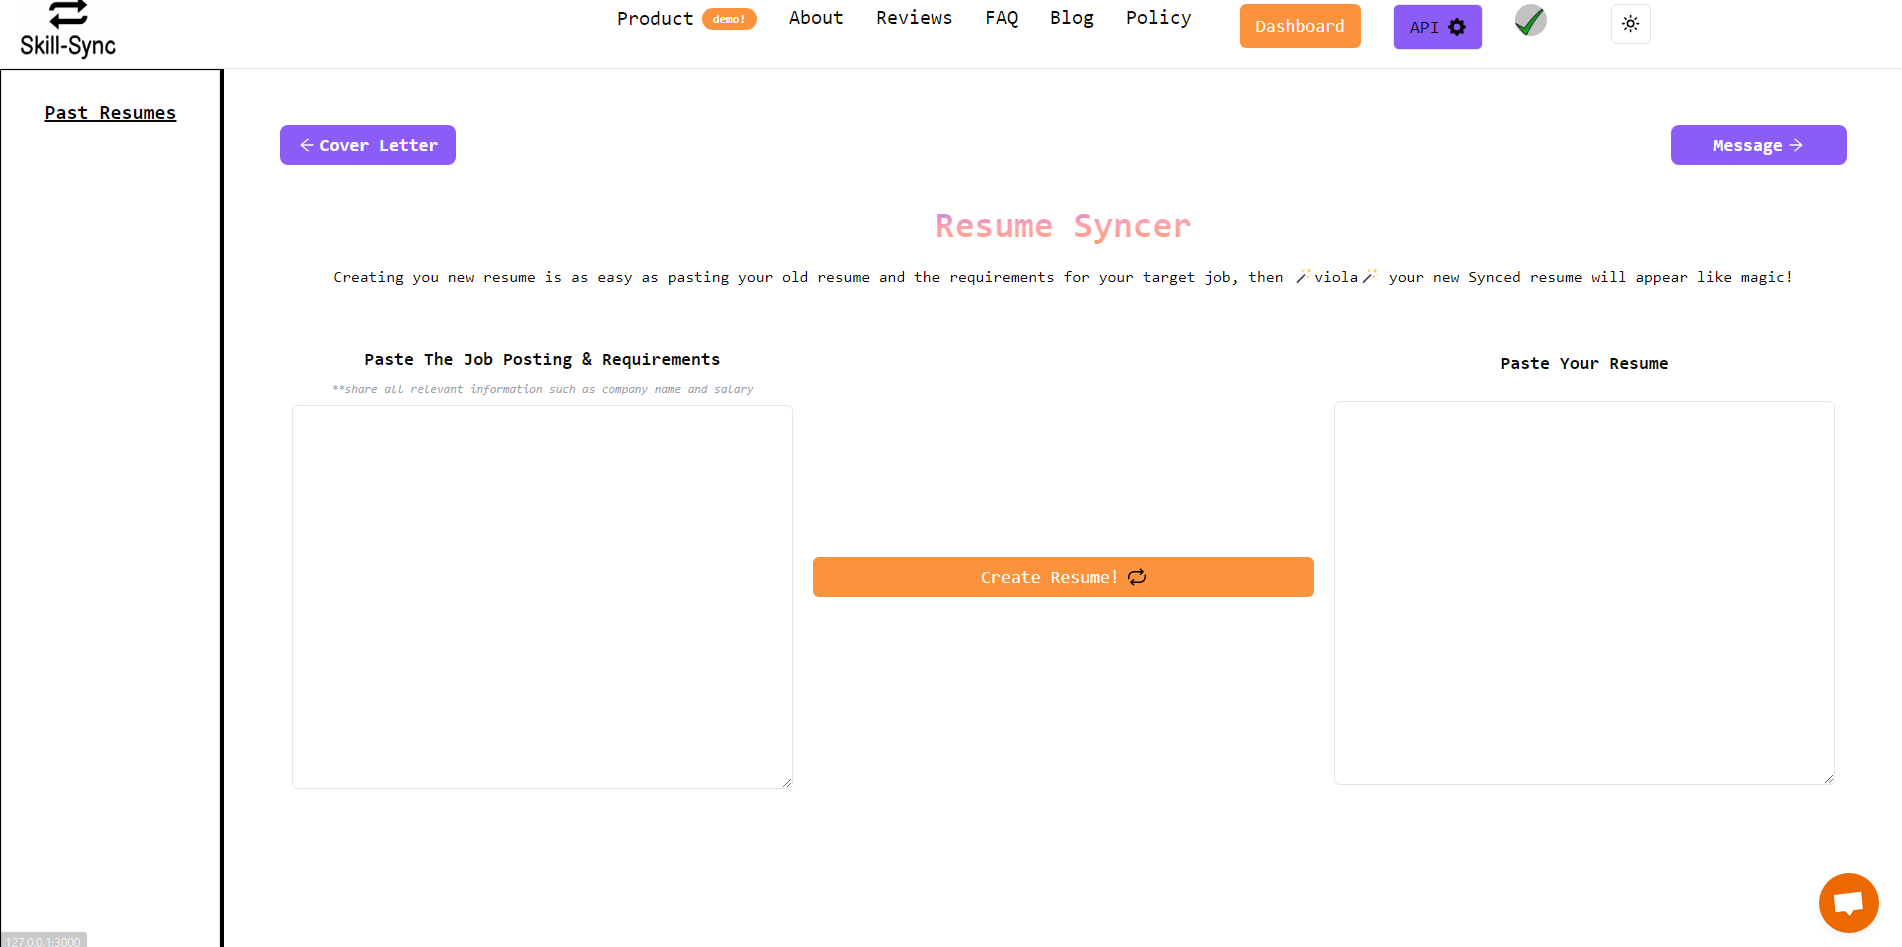 Skill-Sync
Product demo! About Reviews FAQ Blog Policy Dashboard API
Past Resumes
Cover Letter
Message
Resume Syncer
Creating you new resume is as easy as pasting your old resume and the requirements for your target job, then 🪄viola🪄 your new Synced resume will appear like magic!
Paste The Job Posting & Requirements
**share all relevant information such as company name and salary
Paste Your Resume
Create Resume!
127.0.0.1:3000